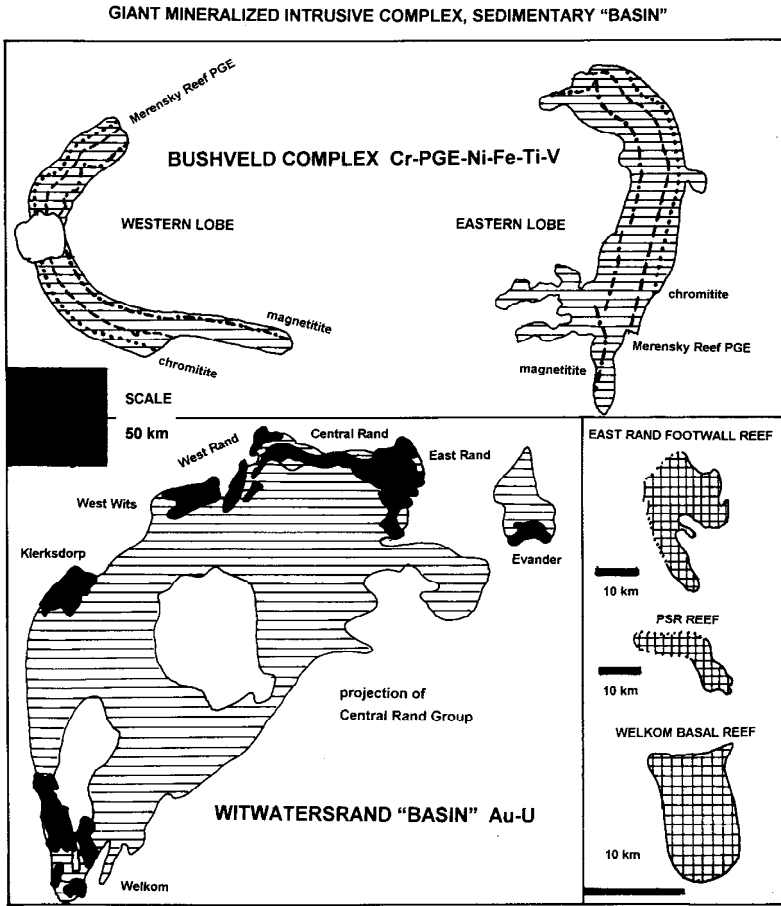 GIANT MINERALIZED INTRUSIVE COMPLEX, SEDIMENTARY “BASIN”
Merensky Reef PGE
BUSHVELD COMPLEX Cr-PGE-Ni-Fe-Ti-V
WESTERN LOBE
EASTERN LOBE
magnetitite
chromitite
chromitite
Merensky Reef PGE
magnetitite
SCALE
50 km
West Rand
Central Rand
East Rand
West Wits
Evander
Klerksdorp
projection of
Central Rand Group
WITWATERSRAND “BASIN” Au-U
Welkom
EAST RAND FOOTWALL REEF
10 km
PSR REEF
10 km
WELKOM BASAL REEF
10 km